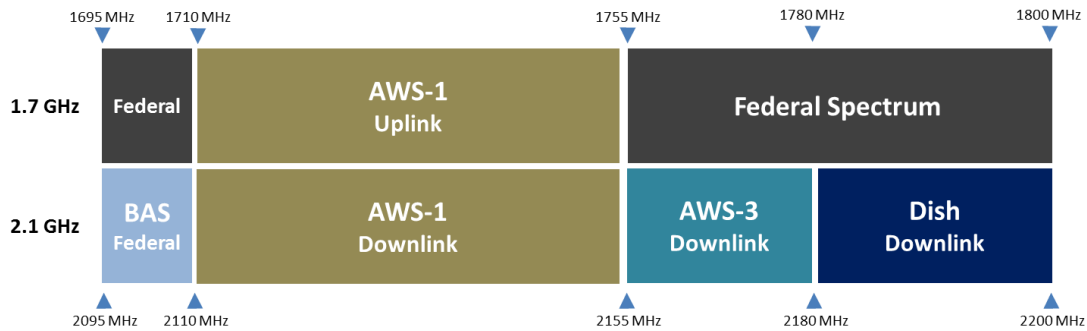 1695 MHz 1710 MHz 1755 MHz 1780 MHz 1800 MHz
1.7 GHz
Federal
AWS-1
Uplink
Federal Spectrum
2.1 GHz
BAS
Federal
AWS-1
Downlink
AWS-3
Downlink
Dish
Downlink
2095 MHz 2110 MHz 2155 MHz 2180 MHz 2200 MHz